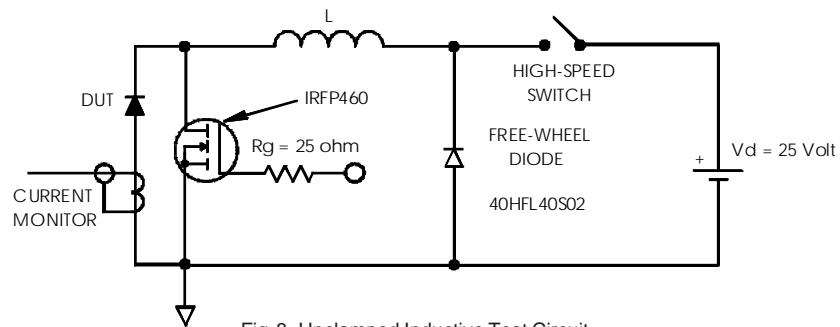 L
HIGH-SPEED
SWITCH
DUT
IRFP460
Rg = 25 ohm
FREE-WHEEL
DIODE
40HFL40S02
+
Vd = 25 Volt
CURRENT
MONITOR
Fig. 8 - Unclamped Inductive Test Circuit